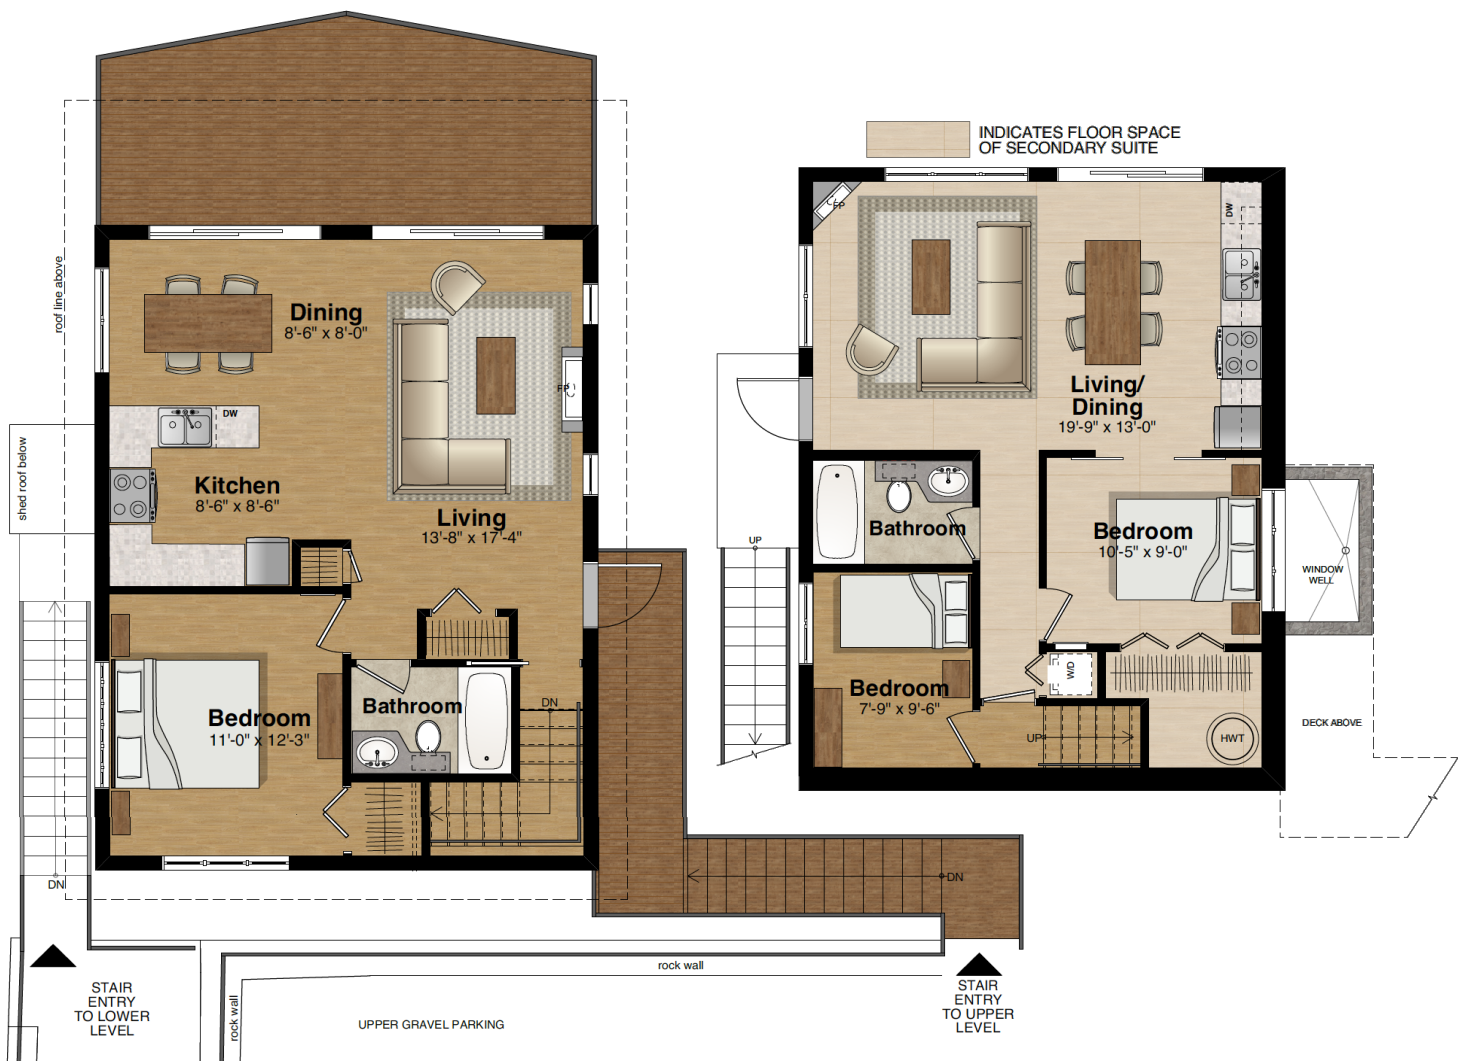 INDICATES FLOOR SPACE
OF SECONDARY SUITE
roof line above
Dining
8'-6" x 8'-0"
FP
DW
shed roof below
Kitchen
8'-6" x 8'-6"
Living
13'-8" x 17'-4"
Bedroom
11'-0" x 12'-3"
Bathroom
DN
DN
DN
STAIR
ENTRY
TO LOWER
LEVEL
rock wall
rock wall
UPPER GRAVEL PARKING
STAIR
ENTRY
TO UPPER
LEVEL
FP
DW
Living/
Dining
19'-9" x 13'-0"
UP
Bathroom
Bedroom
10'-5" x 9'-0"
WINDOW
WELL
Bedroom
7'-9" x 9'-6"
W/D
UP
HWT
DECK ABOVE